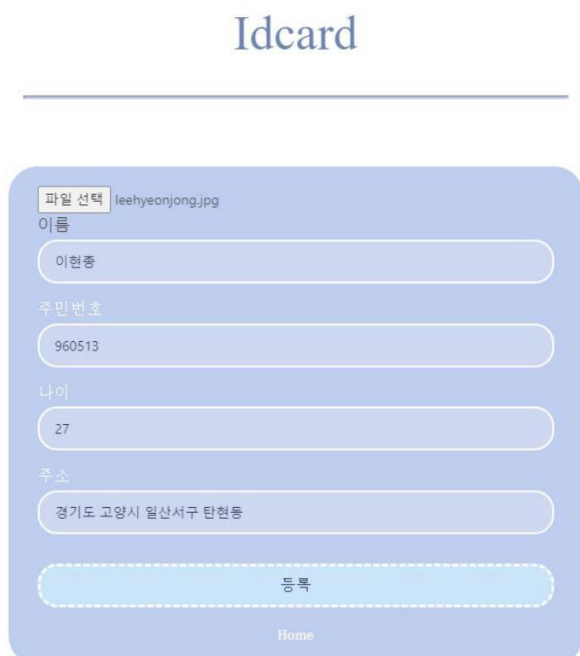 Idcard
파일 선택 leehyeonjong.jpg
이름
이현종
주민번호
960513
나이
27
주소
경기도 고양시 일산서구 탄현동
등록
Home